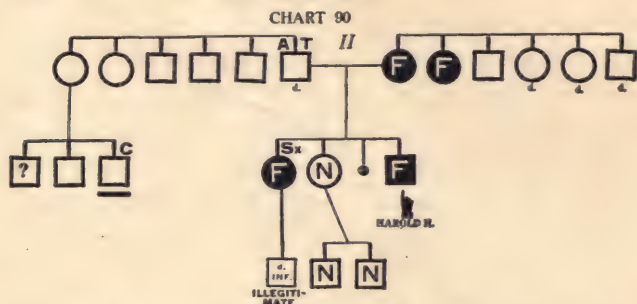 CHART 90
A T II
F F
d. d. d. d.
C
? Sx
F N F
HAROLD H.
d.
INF. N N
ILLEGITI-
MATE